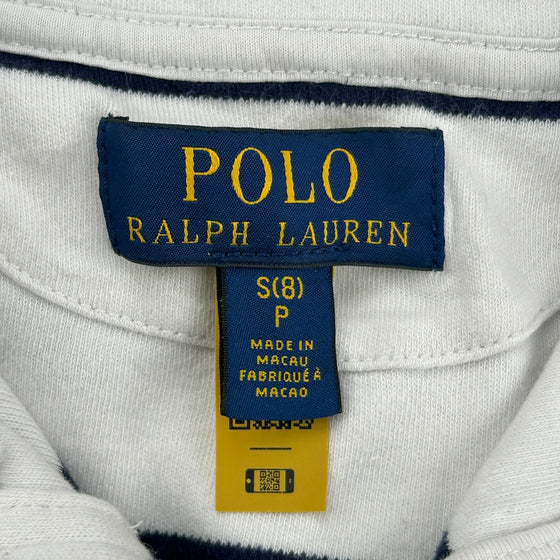 POLO
RALPH LAUREN
S(8)
P
MADE IN
MACAU
FABRIQUÉ À
MACAO